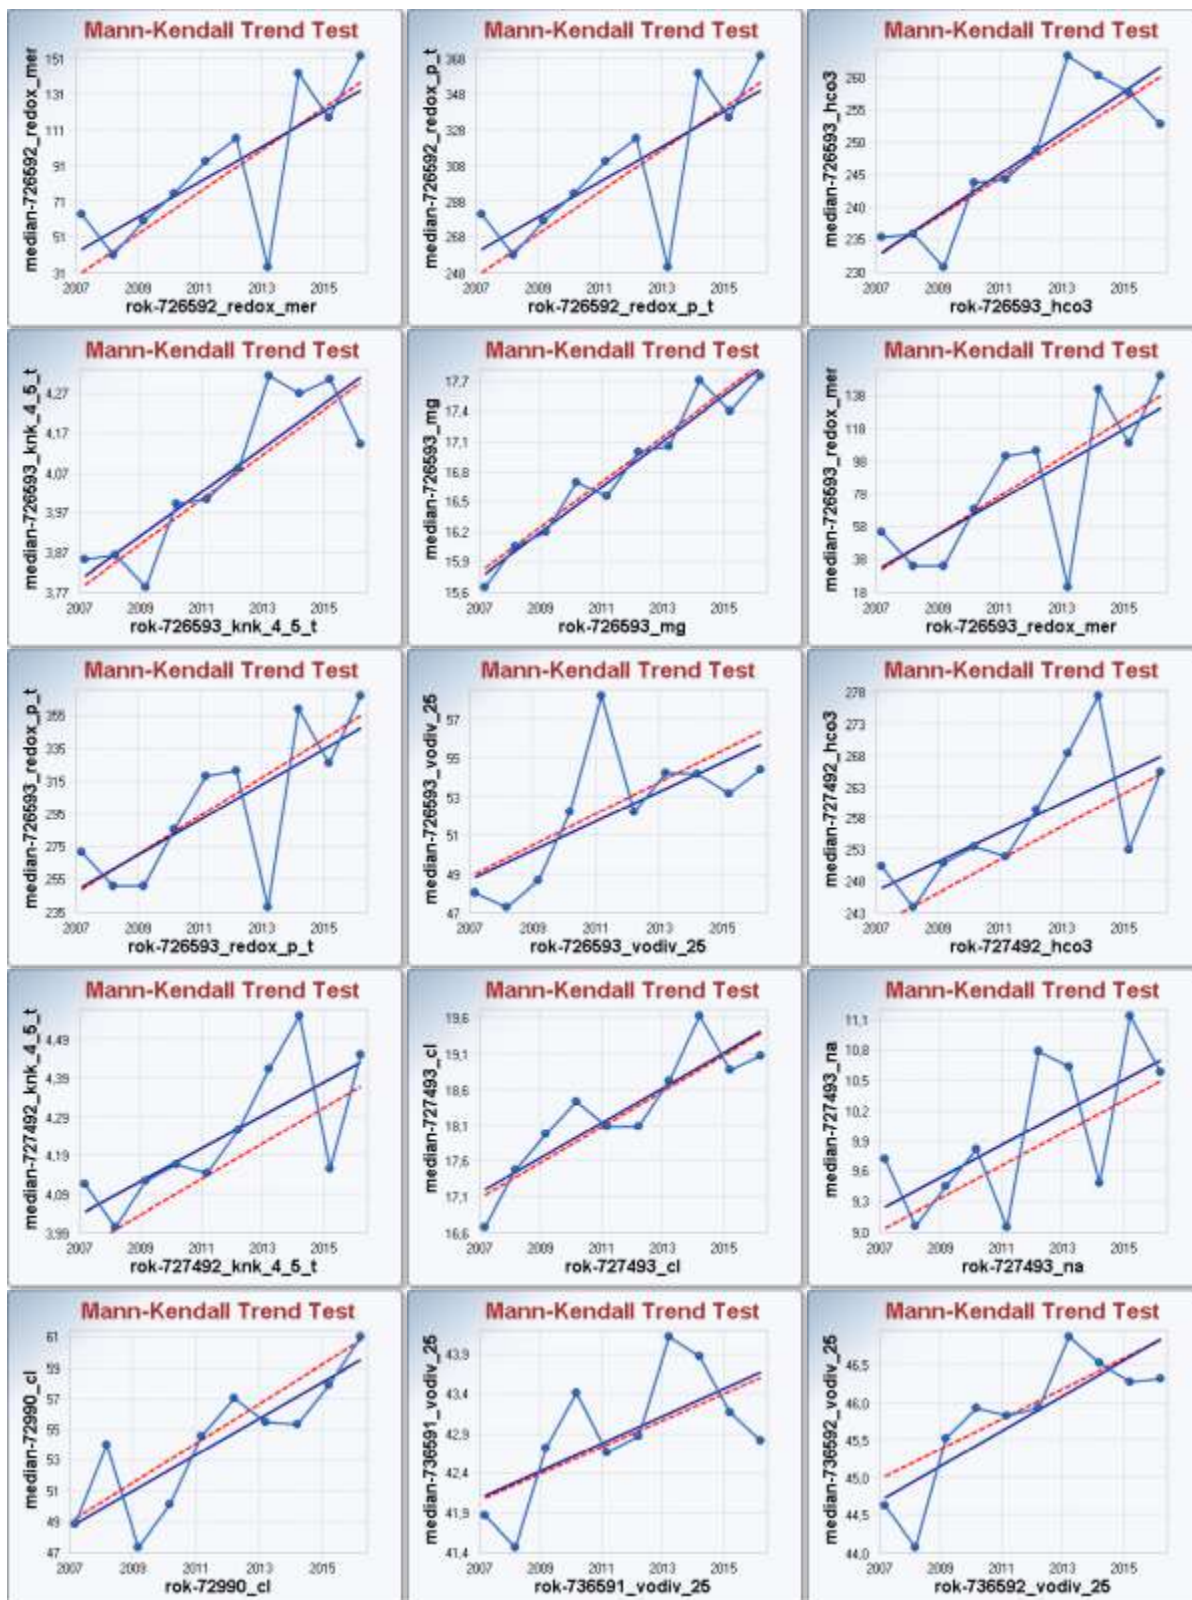 Mann-Kendall Trend Test
median-726592_redox_mer
151
131
111
91
71
51
31
2007 2009 2011 2013 2015
rok-726592_redox_mer
Mann-Kendall Trend Test
median-726592_redox_p_t
368
348
328
308
288
268
248
2007 2009 2011 2013 2015
rok-726592_redox_p_t
Mann-Kendall Trend Test
median-726593_hco3
260
255
250
245
240
235
230
2007 2009 2011 2013 2015
rok-726593_hco3
Mann-Kendall Trend Test
median-726593_knk_4_5_t
4,27
4,17
4,07
3,97
3,87
3,77
2007 2009 2011 2013 2015
rok-726593_knk_4_5_t
Mann-Kendall Trend Test
median-726593_mg
17,7
17,4
17,1
16,8
16,5
16,2
15,9
15,6
2007 2009 2011 2013 2015
rok-726593_mg
Mann-Kendall Trend Test
median-726593_redox_mer
138
118
98
78
58
38
18
2007 2009 2011 2013 2015
rok-726593_redox_mer
Mann-Kendall Trend Test
median-726593_redox_p_t
355
335
315
295
275
255
235
2007 2009 2011 2013 2015
rok-726593_redox_p_t
Mann-Kendall Trend Test
median-726593_vodiv_25
57
55
53
51
49
47
2007 2009 2011 2013 2015
rok-726593_vodiv_25
Mann-Kendall Trend Test
median-727492_hco3
278
273
268
263
258
253
248
243
2007 2009 2011 2013 2015
rok-727492_hco3
Mann-Kendall Trend Test
median-727492_knk_4_5_t
4,49
4,39
4,29
4,19
4,09
3,99
2007 2009 2011 2013 2015
rok-727492_knk_4_5_t
Mann-Kendall Trend Test
median-727493_cl
19,6
19,1
18,6
18,1
17,6
17,1
16,6
2007 2009 2011 2013 2015
rok-727493_cl
Mann-Kendall Trend Test
median-727493_na
11,1
10,8
10,5
10,2
9,9
9,6
9,3
9,0
2007 2009 2011 2013 2015
rok-727493_na
Mann-Kendall Trend Test
median-72990_cl
61
59
57
55
53
51
49
47
2007 2009 2011 2013 2015
rok-72990_cl
Mann-Kendall Trend Test
median-736591_vodiv_25
43,9
43,4
42,9
42,4
41,9
41,4
2007 2009 2011 2013 2015
rok-736591_vodiv_25
Mann-Kendall Trend Test
median-736592_vodiv_25
46,5
46,0
45,5
45,0
44,5
44,0
2007 2009 2011 2013 2015
rok-736592_vodiv_25